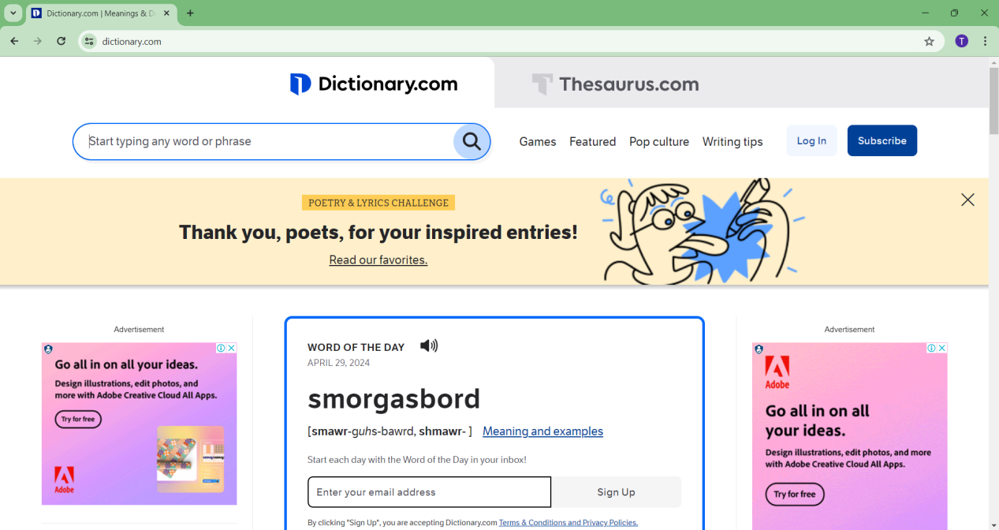 Dictionary.com | Meanings & D
dictionary.com
T
Dictionary.com
Thesaurus.com
Start typing any word or phrase
Games
Featured
Pop culture
Writing tips
Log In
Subscribe
POETRY & LYRICS CHALLENGE
Thank you, poets, for your inspired entries!
Read our favorites.
Advertisement
Go all in on all your ideas.
Design illustrations, edit photos, and
more with Adobe Creative Cloud All Apps.
Try for free
Adobe
WORD OF THE DAY
APRIL 29, 2024
smorgasbord
[smawr-guhs-bawrd, shmawr- ]
Meaning and examples
Start each day with the Word of the Day in your inbox!
Enter your email address
Sign Up
By clicking "Sign Up", you are accepting Dictionary.com Terms & Conditions and Privacy Policies.
Advertisement
Adobe
Go all in on all
your ideas.
Design illustrations, edit photos, and more
with Adobe Creative Cloud All Apps.
Try for free